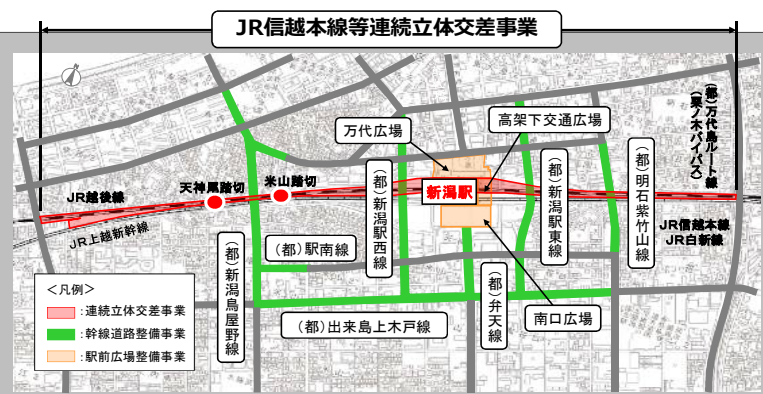 JR信越本線等連続立体交差事業
万代広場
高架下交通広場
(都)万代島ルート線
(栗ノ木バイパス)
天神尾踏切
米山踏切
新潟駅
JR越後線
JR上越新幹線
(都)新潟駅西線
(都)新潟駅東線
(都)明石紫竹山線
JR信越本線
JR白新線
(都)駅南線
(都)新潟鳥屋野線
(都)弁天線
南口広場
(都)出来島上木戸線
<凡例>
:連続立体交差事業
:幹線道路整備事業
:駅前広場整備事業